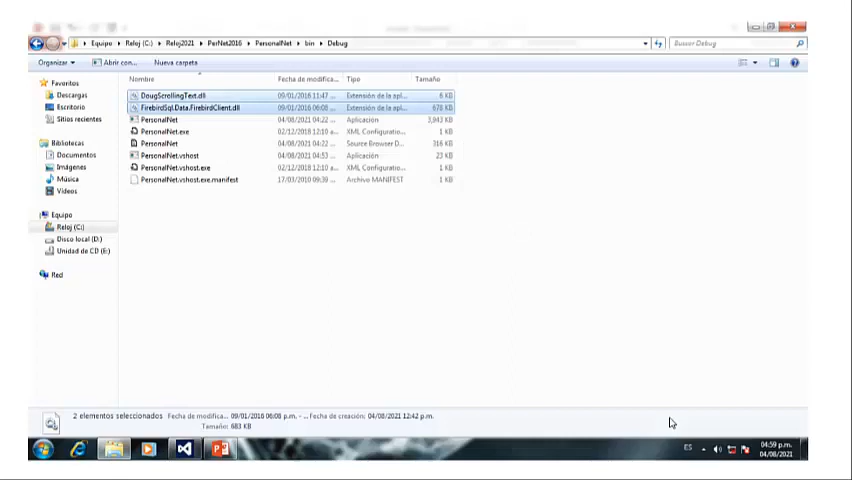 Equipo ▸ Reloj (C:) ▸ Reloj2021 ▸ PerNet2016 ▸ PersonalNet ▸ bin ▸ Debug
Buscar Debug
Organizar Abrir con... Nueva carpeta
Nombre Fecha de modifica... Tipo Tamaño
Favoritos
Descargas
Escritorio
Sitios recientes
Bibliotecas
Documentos
Imágenes
Música
Vídeos
Equipo
Reloj (C:)
Disco local (D:)
Unidad de CD (E:)
Red
DougScrollingText.dll 09/01/2016 11:47 ... Extensión de la apl... 6 KB
FirebirdSql.Data.FirebirdClient.dll 09/01/2016 06:08 ... Extensión de la apl... 678 KB
PersonalNet 04/08/2021 04:22 ... Aplicación 3,943 KB
PersonalNet.exe 02/12/2018 12:10 a... XML Configuratio... 1 KB
PersonalNet 04/08/2021 04:22 ... Source Browser D... 316 KB
PersonalNet.vshost 04/08/2021 04:53 ... Aplicación 23 KB
PersonalNet.vshost.exe 02/12/2018 12:10 a... XML Configuratio... 1 KB
PersonalNet.vshost.exe.manifest 17/03/2010 09:39 ... Archivo MANIFEST 1 KB
2 elementos seleccionados Fecha de modifica... 09/01/2016 06:08 p.m. - ... Fecha de creación: 04/08/2021 12:42 p.m.
Tamaño: 683 KB
ES
04:59 p.m.
04/08/2021